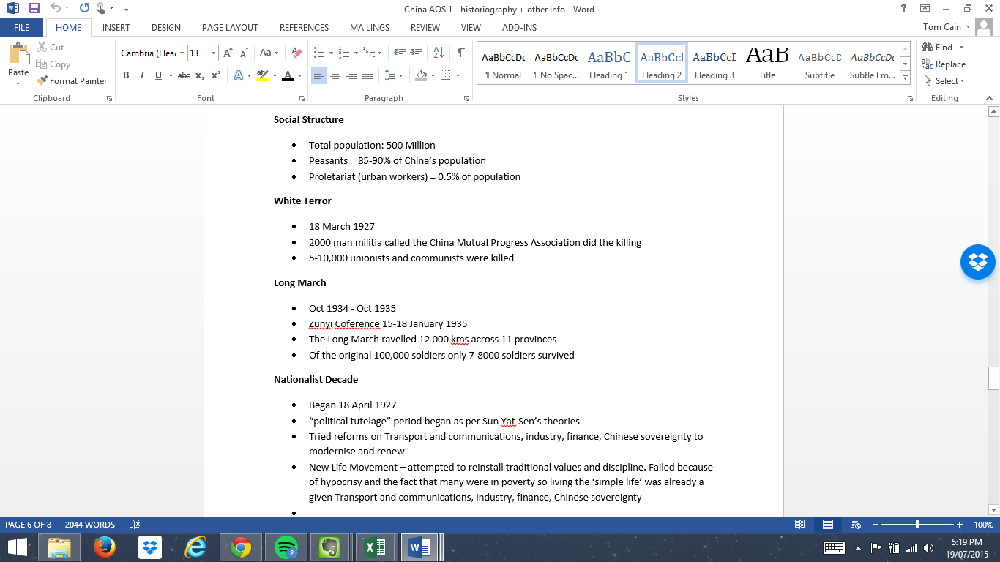 China AOS 1 - historiography + other info - Word
FILE HOME INSERT DESIGN PAGE LAYOUT REFERENCES MAILINGS REVIEW VIEW ADD-INS Tom Cain
Paste
Cut
Copy
Format Painter
Clipboard
Cambria (Head 13
Font
Paragraph
AaBbCcDc AaBbCcDc AaBbC AaBbCcI AaBbCcI AaB AaBbCcD AaBbCcDc
¶ Normal ¶ No Spac... Heading 1 Heading 2 Heading 3 Title Subtitle Subtle Em...
Styles
Find
Replace
Select
Editing
Social Structure
• Total population: 500 Million
• Peasants = 85-90% of China’s population
• Proletariat (urban workers) = 0.5% of population
White Terror
• 18 March 1927
• 2000 man militia called the China Mutual Progress Association did the killing
• 5-10,000 unionists and communists were killed
Long March
• Oct 1934 - Oct 1935
• Zunyi Coference 15-18 January 1935
• The Long March ravelled 12 000 kms across 11 provinces
• Of the original 100,000 soldiers only 7-8000 soldiers survived
Nationalist Decade
• Began 18 April 1927
• “political tutelage” period began as per Sun Yat-Sen’s theories
• Tried reforms on Transport and communications, industry, finance, Chinese sovereignty to
modernise and renew
• New Life Movement – attempted to reinstall traditional values and discipline. Failed because
of hypocrisy and the fact that many were in poverty so living the ‘simple life’ was already a
given Transport and communications, industry, finance, Chinese sovereignty
•
PAGE 6 OF 8 2044 WORDS 100%
5:19 PM
19/07/2015